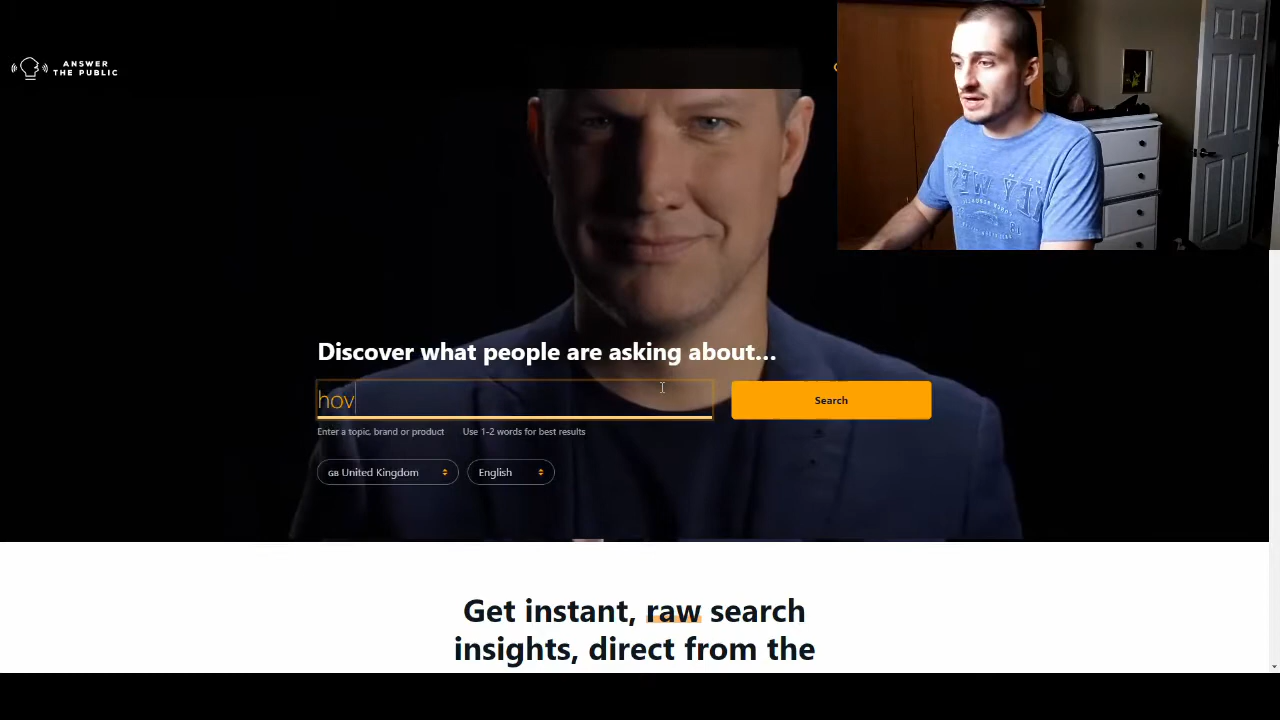 ANSWER
THE PUBLIC
Discover what people are asking about...
hov
Search
Enter a topic, brand or product Use 1-2 words for best results
GB United Kingdom English
Get instant, raw search
insights, direct from the